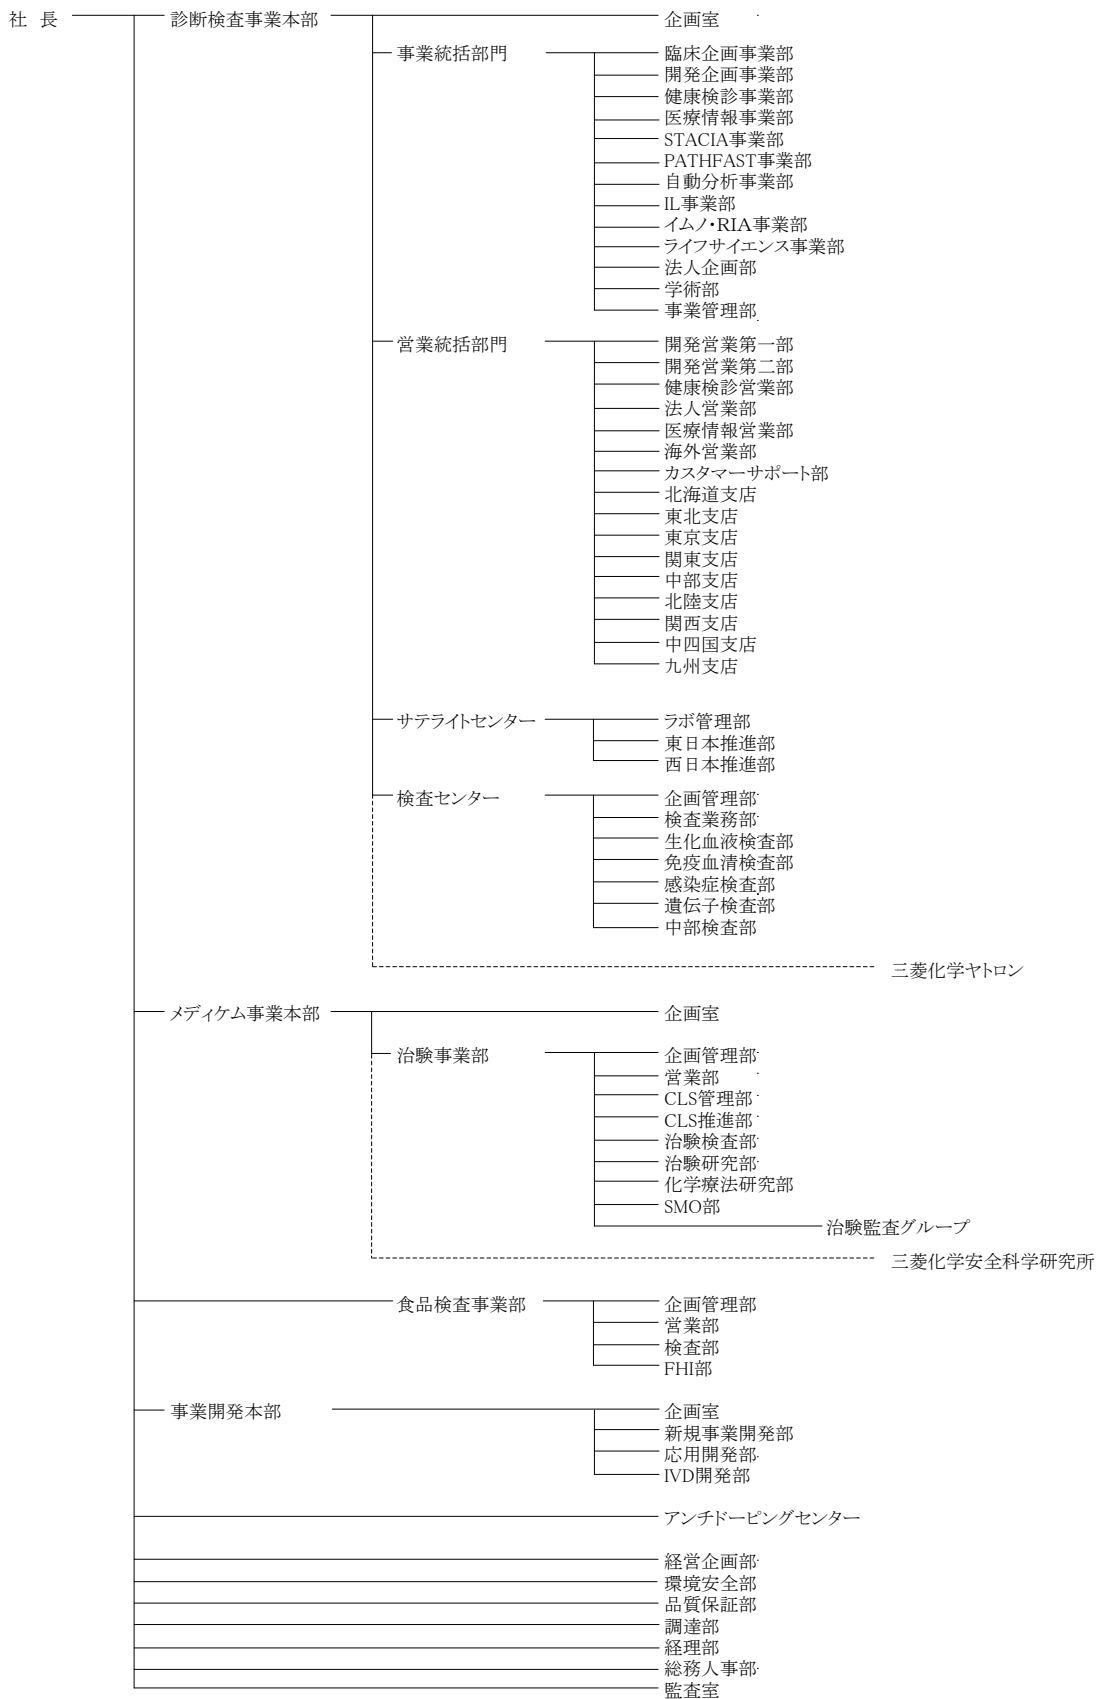 社 長 診断検査事業本部 企画室
事業統括部門 臨床企画事業部
開発企画事業部
健康検診事業部
医療情報事業部
STACIA事業部
PATHFAST事業部
自動分析事業部
IL事業部
イムノ・RIA事業部
ライフサイエンス事業部
法人企画部
学術部
事業管理部
営業統括部門 開発営業第一部
開発営業第二部
健康検診営業部
法人営業部
医療情報営業部
海外営業部
カスタマーサポート部
北海道支店
東北支店
東京支店
関東支店
中部支店
北陸支店
関西支店
中四国支店
九州支店
サテライトセンター ラボ管理部
東日本推進部
西日本推進部
検査センター 企画管理部
検査業務部
生化血液検査部
免疫血清検査部
感染症検査部
遺伝子検査部
中部検査部
三菱化学ヤトロン
メディケム事業本部 企画室
治験事業部 企画管理部
営業部
CLS管理部
CLS推進部
治験検査部
治験研究部
化学療法研究部
SMO部
治験監査グループ
三菱化学安全科学研究所
食品検査事業部 企画管理部
営業部
検査部
FHI部
事業開発本部 企画室
新規事業開発部
応用開発部
IVD開発部
アンチドーピングセンター
経営企画部
環境安全部
品質保証部
調達部
経理部
総務人事部
監査室